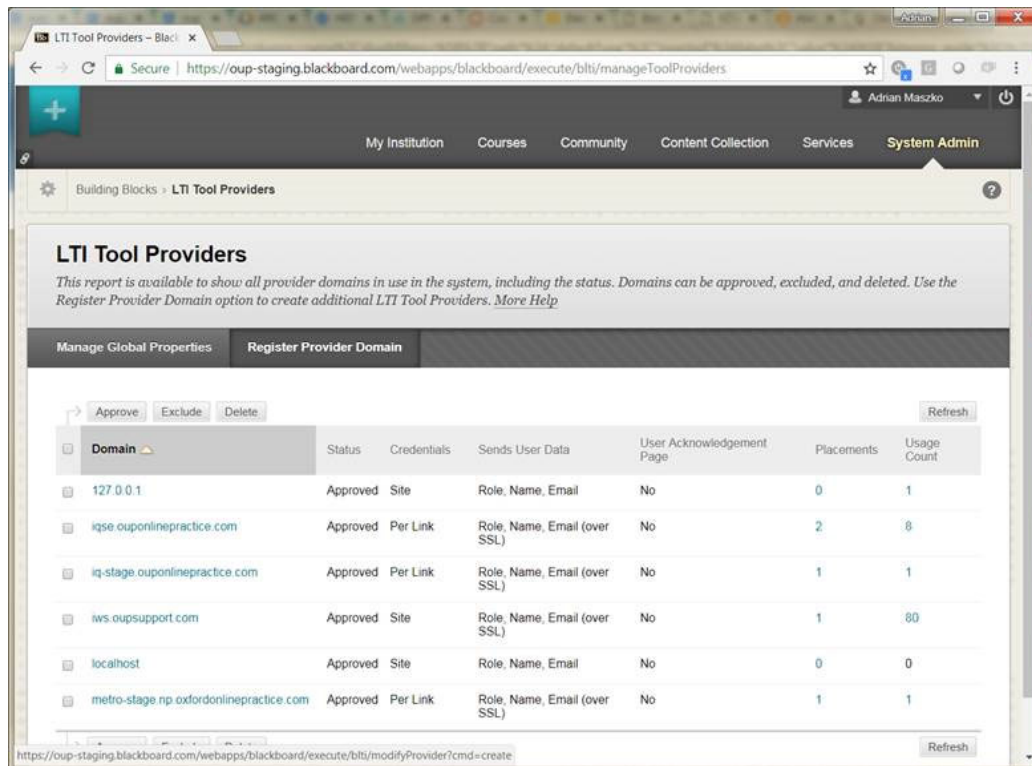 Adrian
Bb LTI Tool Providers – Black
Secure | https://oup-staging.blackboard.com/webapps/blackboard/execute/blti/manageToolProviders
Adrian Maszko
My Institution Courses Community Content Collection Services System Admin
Building Blocks > LTI Tool Providers ?
LTI Tool Providers
This report is available to show all provider domains in use in the system, including the status. Domains can be approved, excluded, and deleted. Use the
Register Provider Domain option to create additional LTI Tool Providers. More Help
Manage Global Properties Register Provider Domain
Approve Exclude Delete Refresh
Domain Status Credentials Sends User Data User Acknowledgement Page Placements Usage Count
127.0.0.1 Approved Site Role, Name, Email No 0 1
iqse.ouponlinepractice.com Approved Per Link Role, Name, Email (over SSL) No 2 8
iq-stage.ouponlinepractice.com Approved Per Link Role, Name, Email (over SSL) No 1 1
iws.oupsupport.com Approved Site Role, Name, Email (over SSL) No 1 80
localhost Approved Site Role, Name, Email No 0 0
metro-stage.np.oxfordonlinepractice.com Approved Per Link Role, Name, Email (over SSL) No 1 1
Refresh
https://oup-staging.blackboard.com/webapps/blackboard/execute/blti/modifyProvider?cmd=create